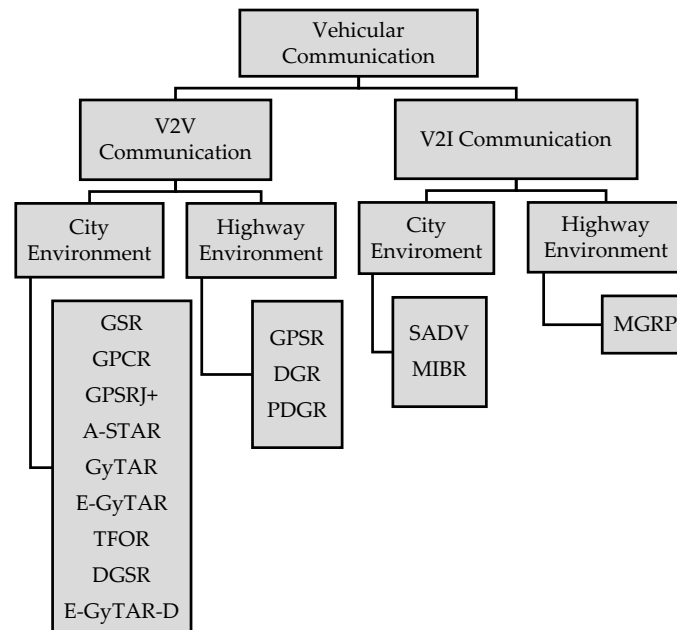 Vehicular
Communication
V2V
Communication
V2I Communication
City
Environment
Highway
Environment
City
Enviroment
Highway
Environment
GSR
GPCR
GPSRJ+
A-STAR
GyTAR
E-GyTAR
TFOR
DGSR
E-GyTAR-D
GPSR
DGR
PDGR
SADV
MIBR
MGRP